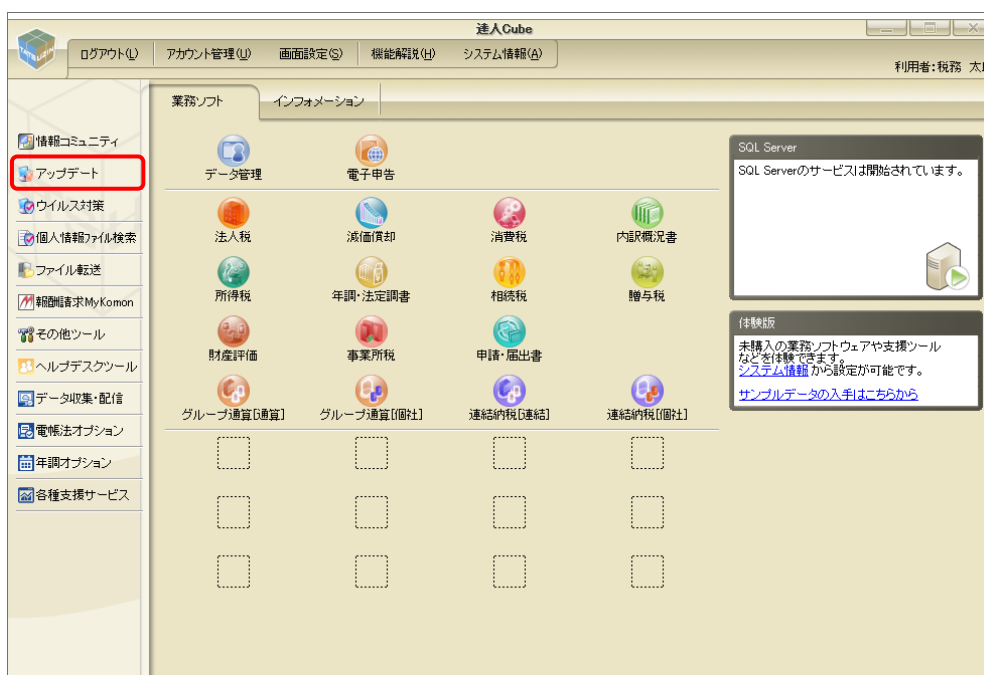 達人Cube
TATSUZIN
ログアウト(L)
アカウント管理(U)
画面設定(S)
機能解説(H)
システム情報(A)
利用者:税務 太
業務ソフト
インフォメーション
情報コミュニティ
アップデート
ウイルス対策
個人情報ファイル検索
ファイル転送
報酬請求MyKomon
その他ツール
ヘルプデスクツール
データ収集・配信
電帳法オプション
年調オプション
各種支援サービス
データ管理
電子申告
法人税
減価償却
消費税
内訳概況書
所得税
年調・法定調書
相続税
贈与税
財産評価
事業所税
申請・届出書
グループ通算[通算]
グループ通算[個社]
連結納税[連結]
連結納税[個社]
SQL Server
SQL Serverのサービスは開始されています。
体験版
未購入の業務ソフトウェアや支援ツール
などを体験できます。
システム情報 から設定が可能です。
サンプルデータの入手はこちらから